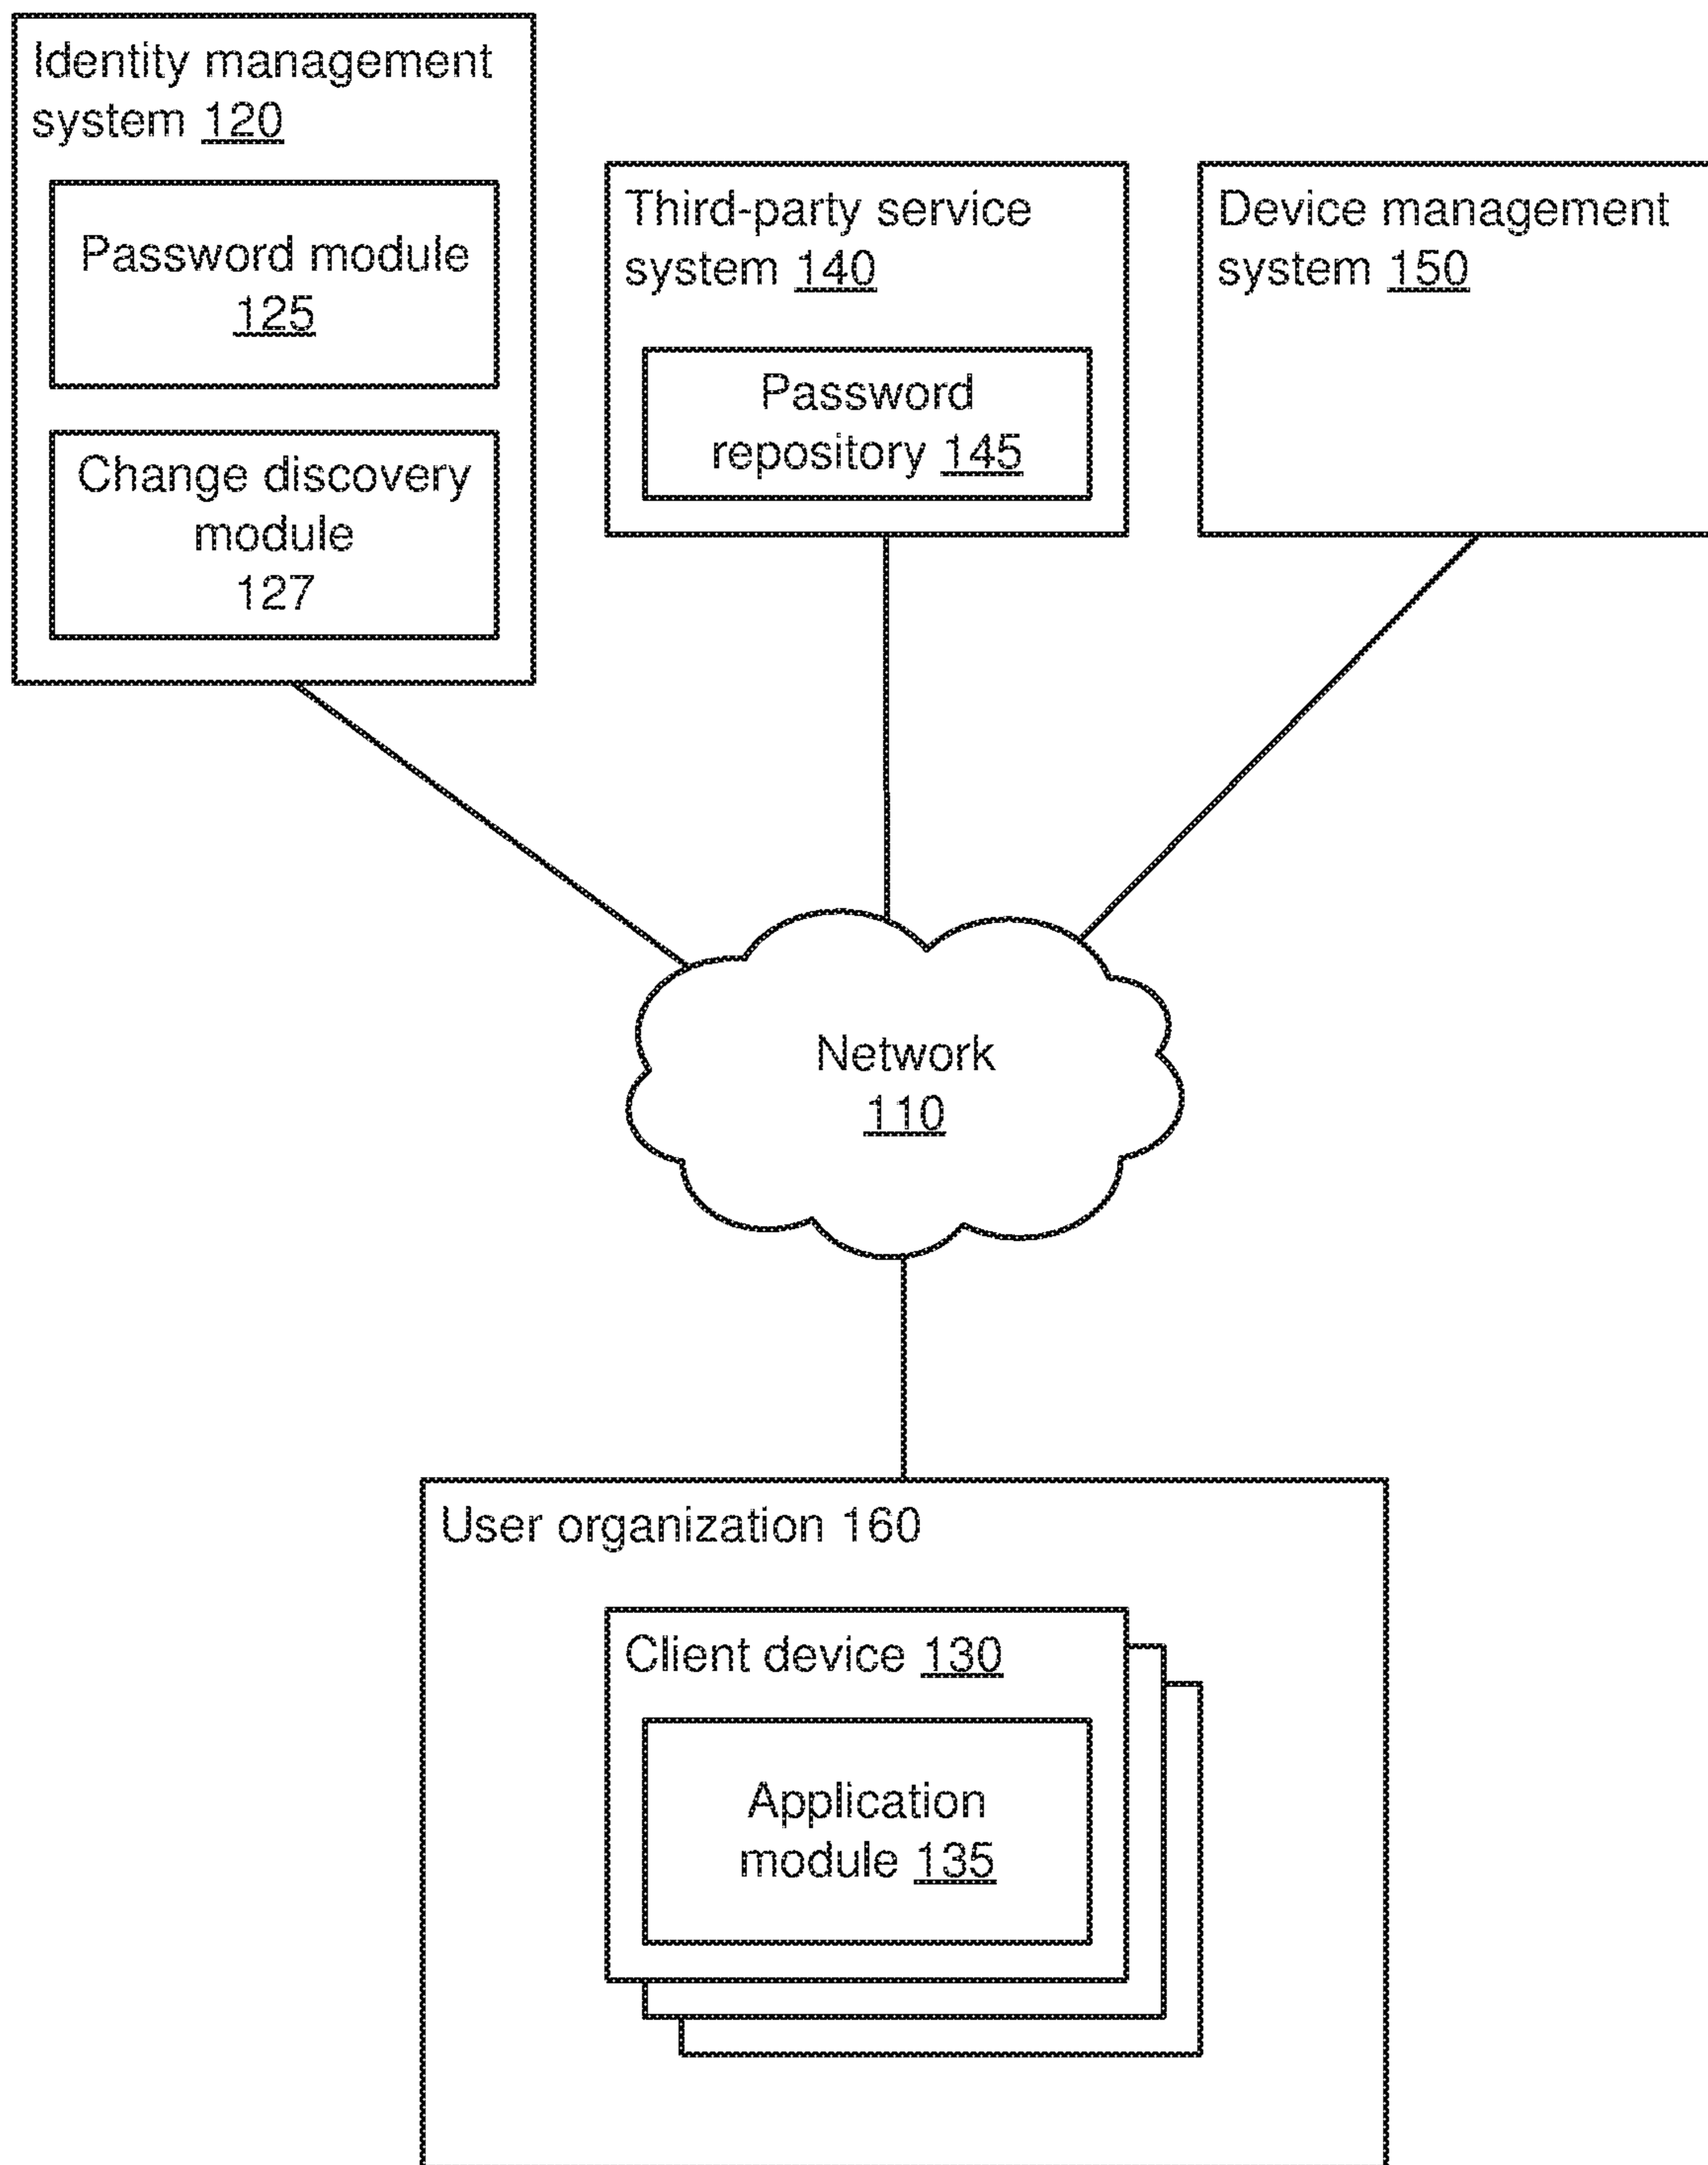 Identity management
system 120
Password module
125
Change discovery
module
127
Third-party service
system 140
Password
repository 145
Device management
system 150
Network
110
User organization 160
Client device 130
Application
module 135